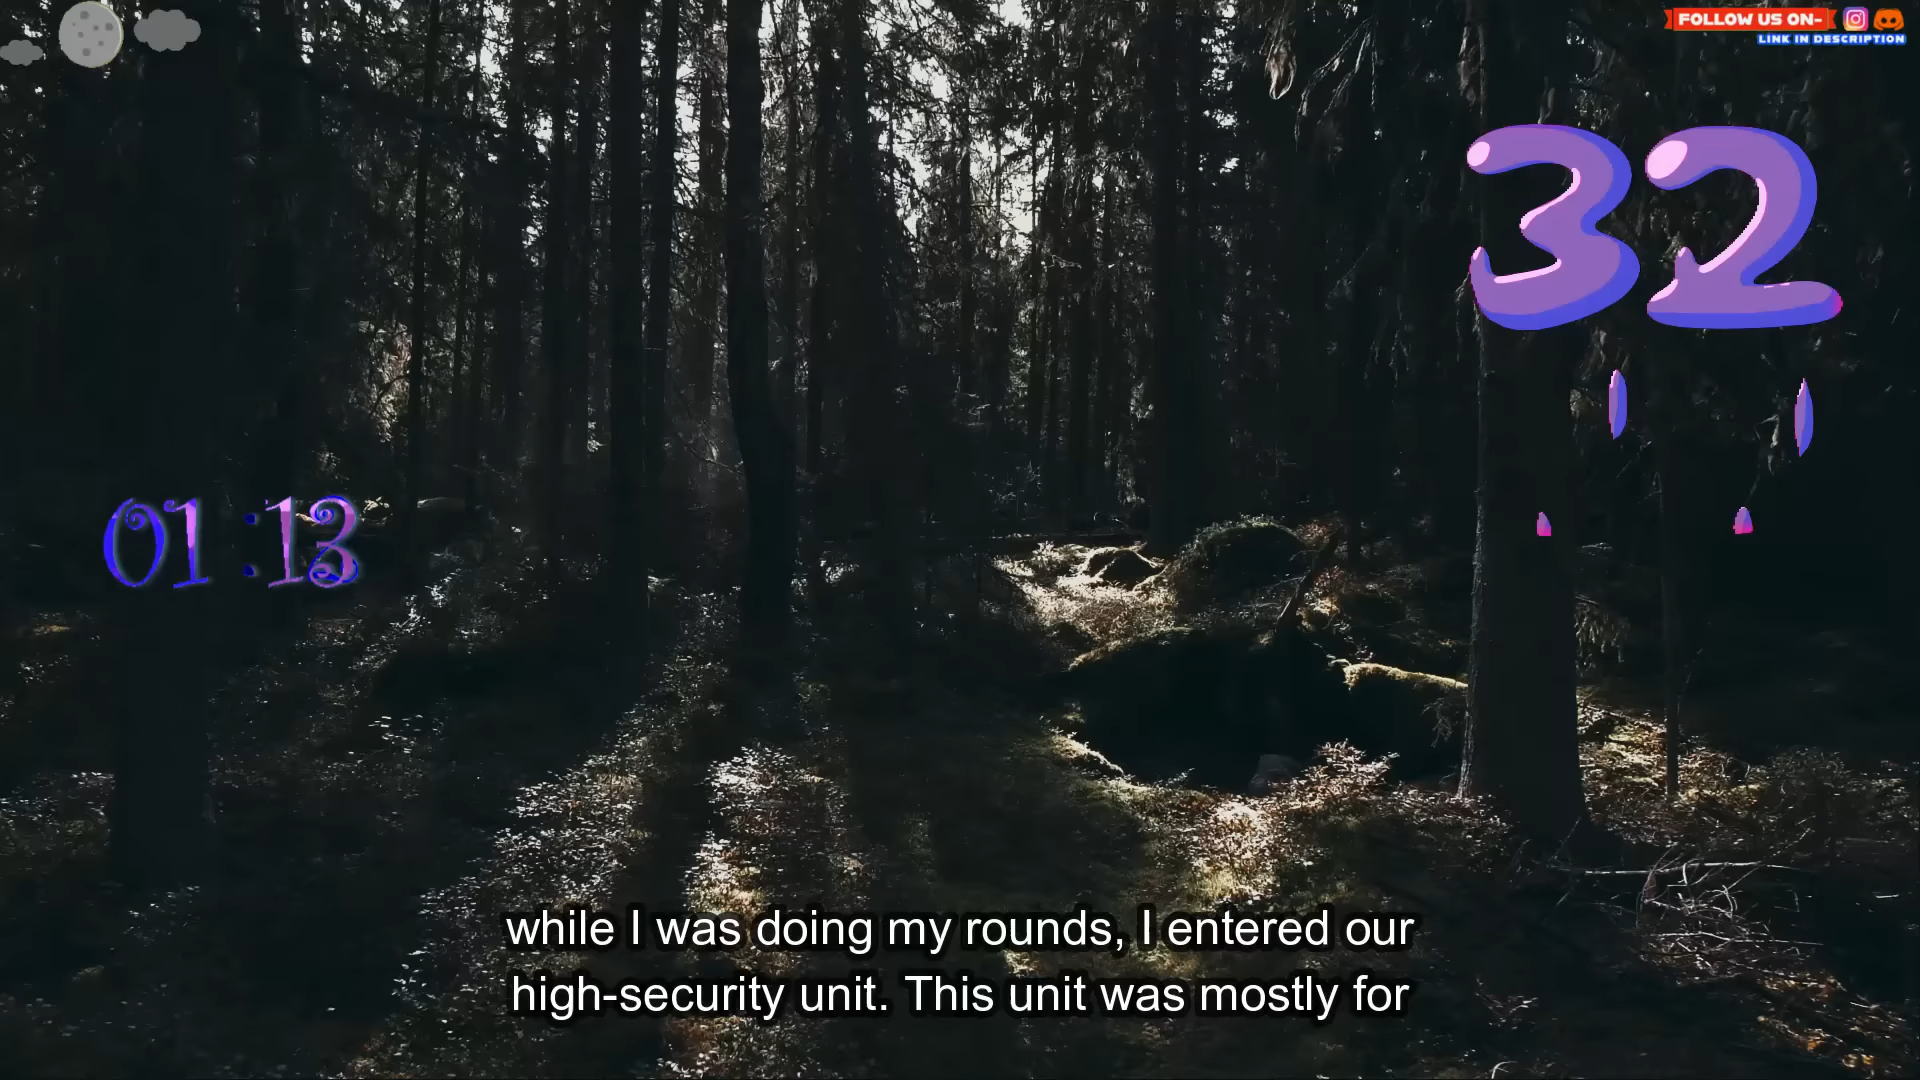 FOLLOW US ON-
LINK IN DESCRIPTION
32
01:13
while I was doing my rounds, I entered our
high-security unit. This unit was mostly for